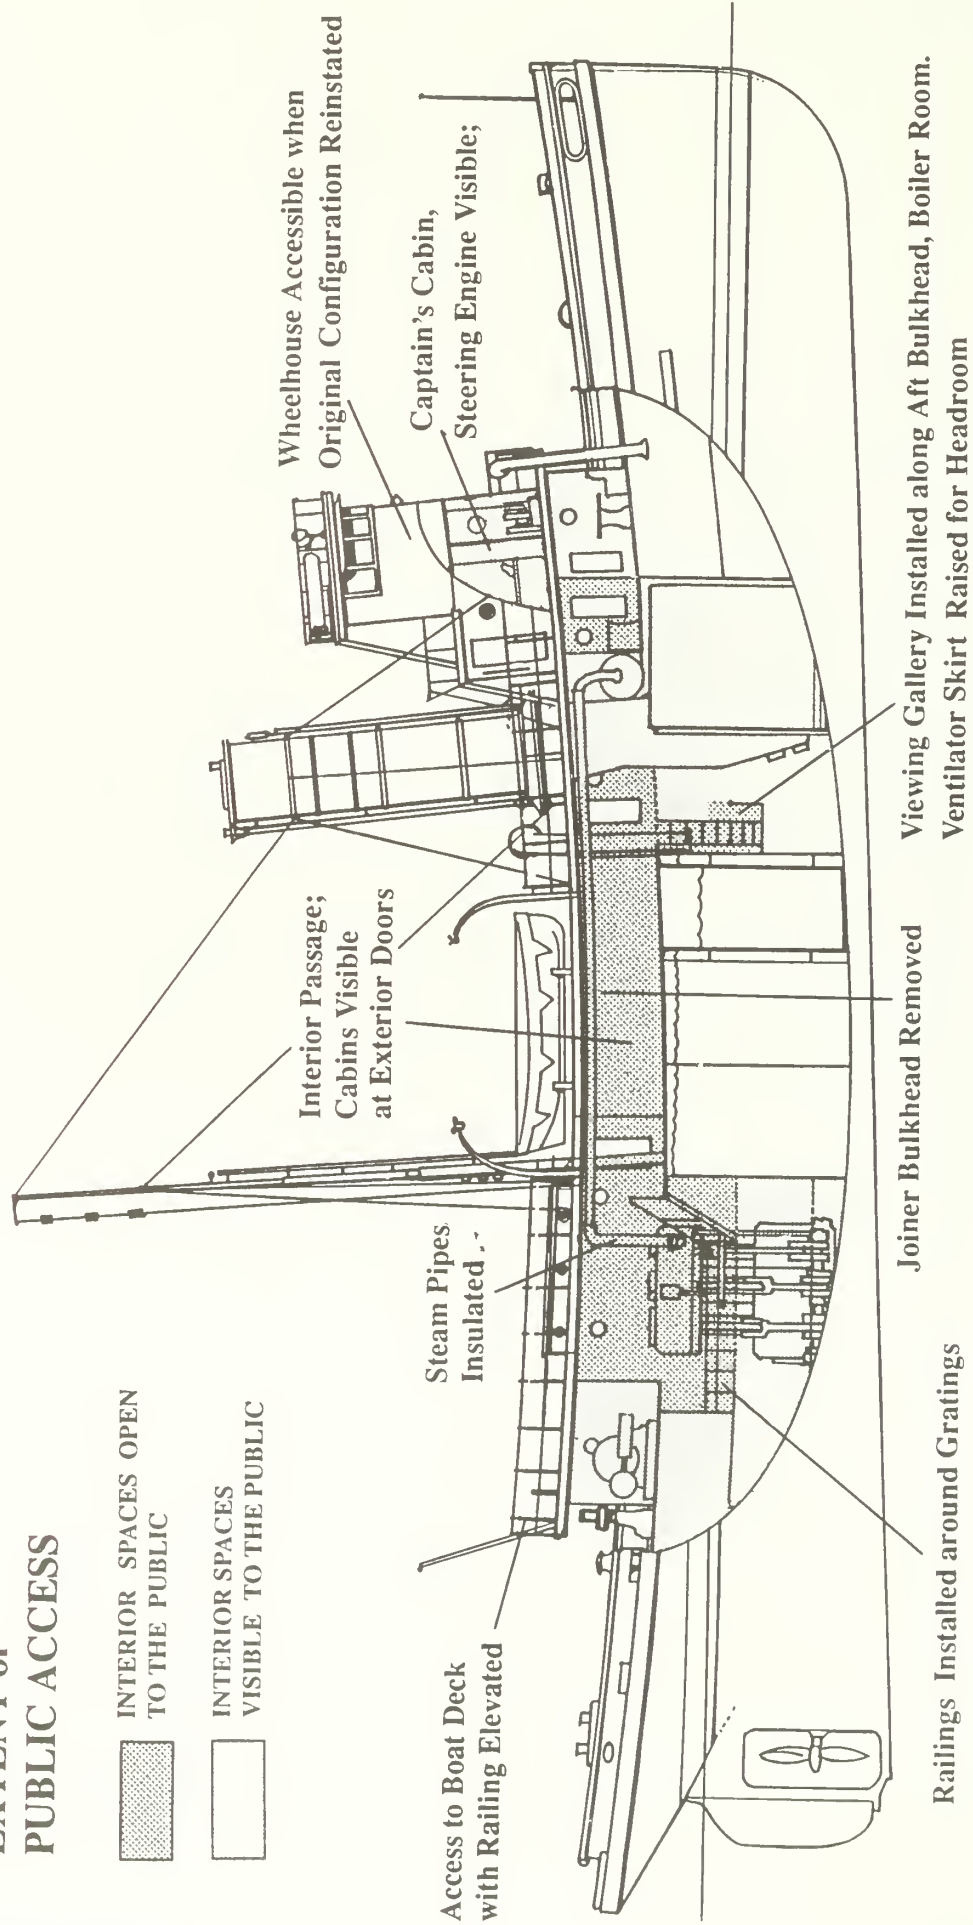 PUBLIC ACCESS
INTERIOR SPACES OPEN
TO THE PUBLIC
INTERIOR SPACES
VISIBLE TO THE PUBLIC
Access to Boat Deck
with Railing Elevated
Steam Pipes
Insulated
Interior Passage;
Cabins Visible
at Exterior Doors
Wheelhouse Accessible when
Original Configuration Reinstated
Captain's Cabin,
Steering Engine Visible;
Railings Installed around Gratings
Joiner Bulkhead Removed
Viewing Gallery Installed along Aft Bulkhead, Boiler Room.
Ventilator Skirt Raised for Headroom